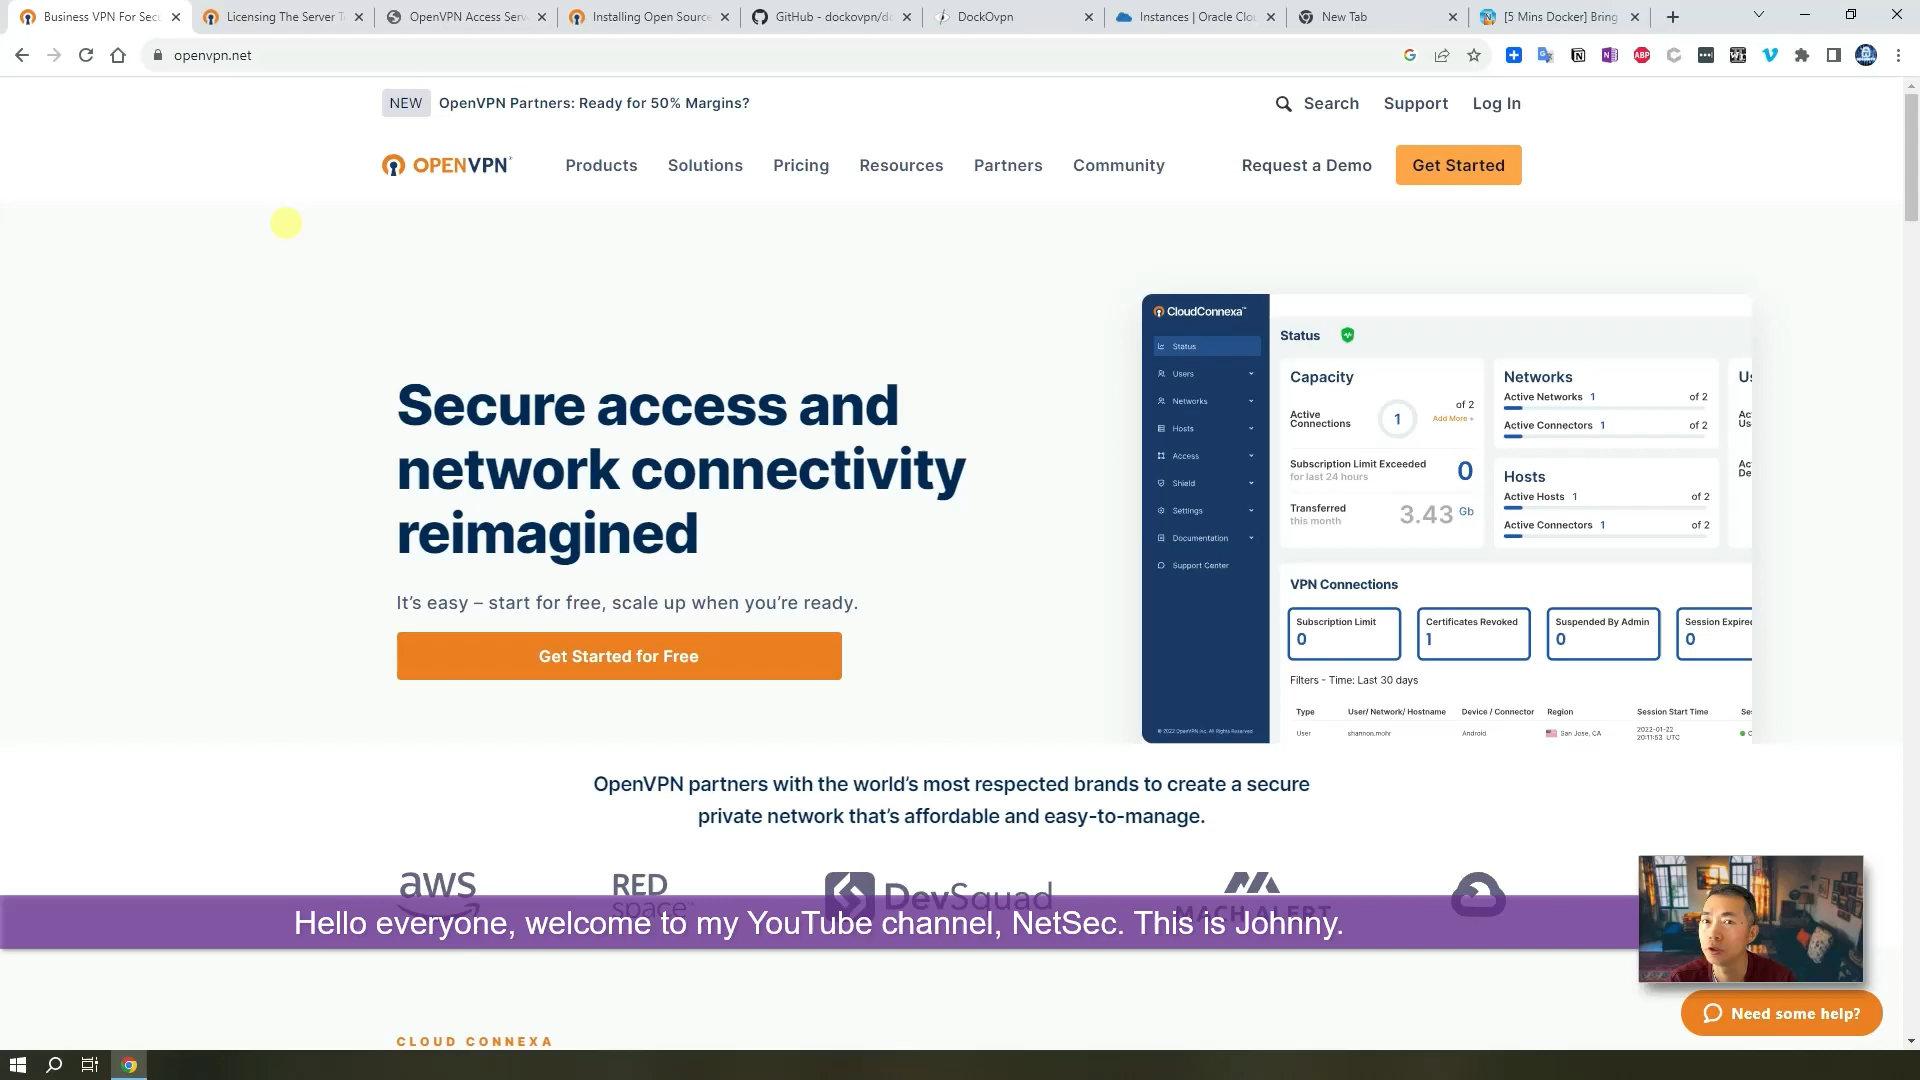 Business VPN For Sec
Licensing The Server T
OpenVPN Access Serv
Installing Open Source
GitHub - dockovpn/do
DockOvpn
Instances | Oracle Clou
New Tab
[5 Mins Docker] Bring
openvpn.net
NEW OpenVPN Partners: Ready for 50% Margins?
Search Support Log In
OPENVPN
Products Solutions Pricing Resources Partners Community
Request a Demo Get Started
Secure access and
network connectivity
reimagined
It's easy – start for free, scale up when you're ready.
Get Started for Free
CloudConnexa™
Status
Users
Networks
Hosts
Access
Shield
Settings
Documentation
Support Center
© 2022 OpenVPN Inc. All Rights Reserved
Status
Capacity
Active
Connections
1
of 2
Add More +
Subscription Limit Exceeded
for last 24 hours
0
Transferred
this month
3.43 Gb
Networks
Active Networks 1 of 2
Active Connectors 1 of 2
Hosts
Active Hosts 1 of 2
Active Connectors 1 of 2
VPN Connections
Subscription Limit
0
Certificates Revoked
1
Suspended By Admin
0
Session Expire
0
Filters - Time: Last 30 days
Type User/ Network/ Hostname Device / Connector Region Session Start Time Se
User shannon.mohr Android San Jose, CA 2022-01-22
20:11:53 UTC
OpenVPN partners with the world's most respected brands to create a secure
private network that's affordable and easy-to-manage.
aws
RED
space
DevSquad
MACH ALERT
Hello everyone, welcome to my YouTube channel, NetSec. This is Johnny.
Need some help?
CLOUD CONNEXA